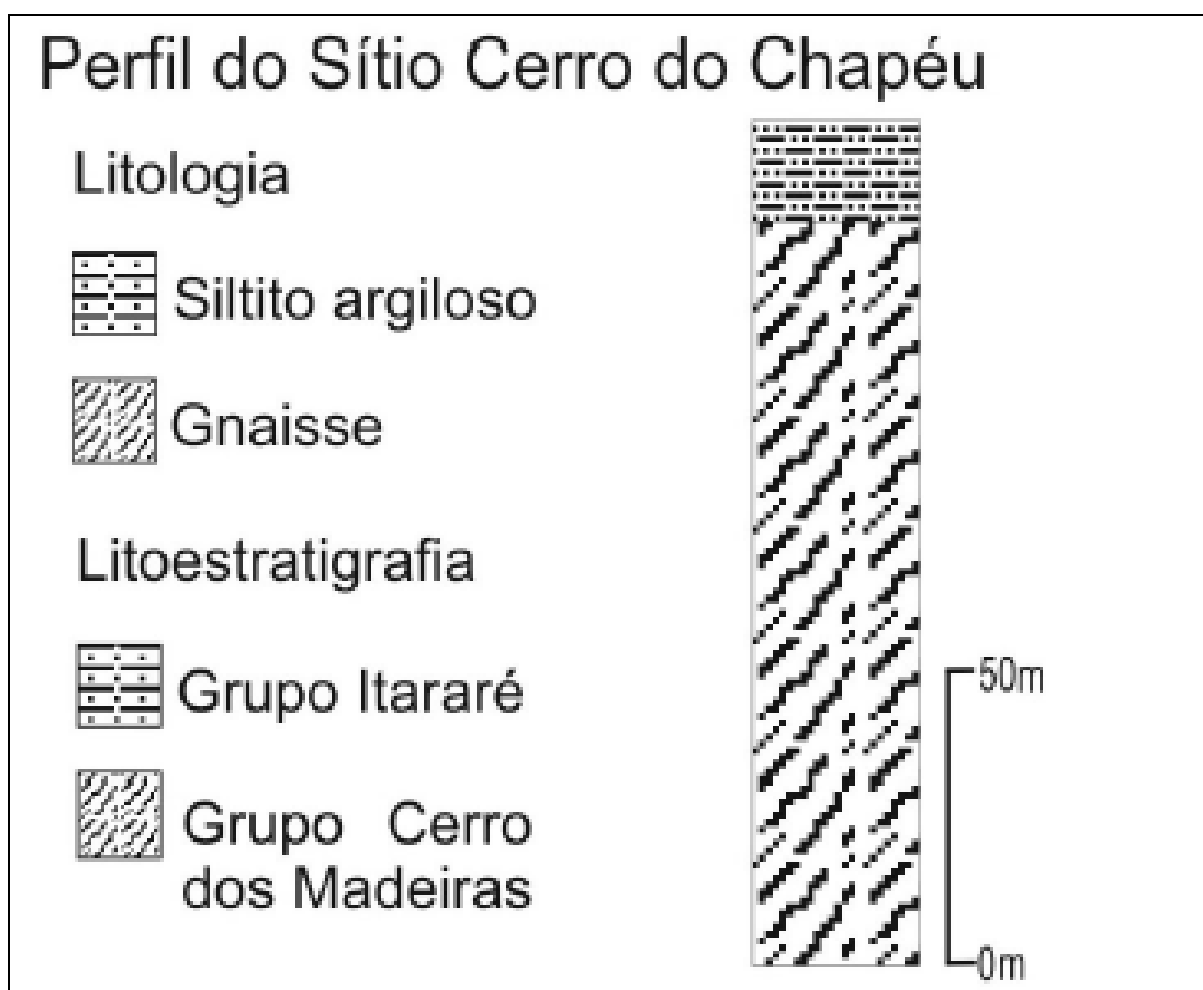 Perfil do Sítio Cerro do Chapéu
Litologia
Siltito argiloso
Gnaisse
Litoestratigrafia
Grupo Itararé
Grupo Cerro
dos Madeiras
50m
0m